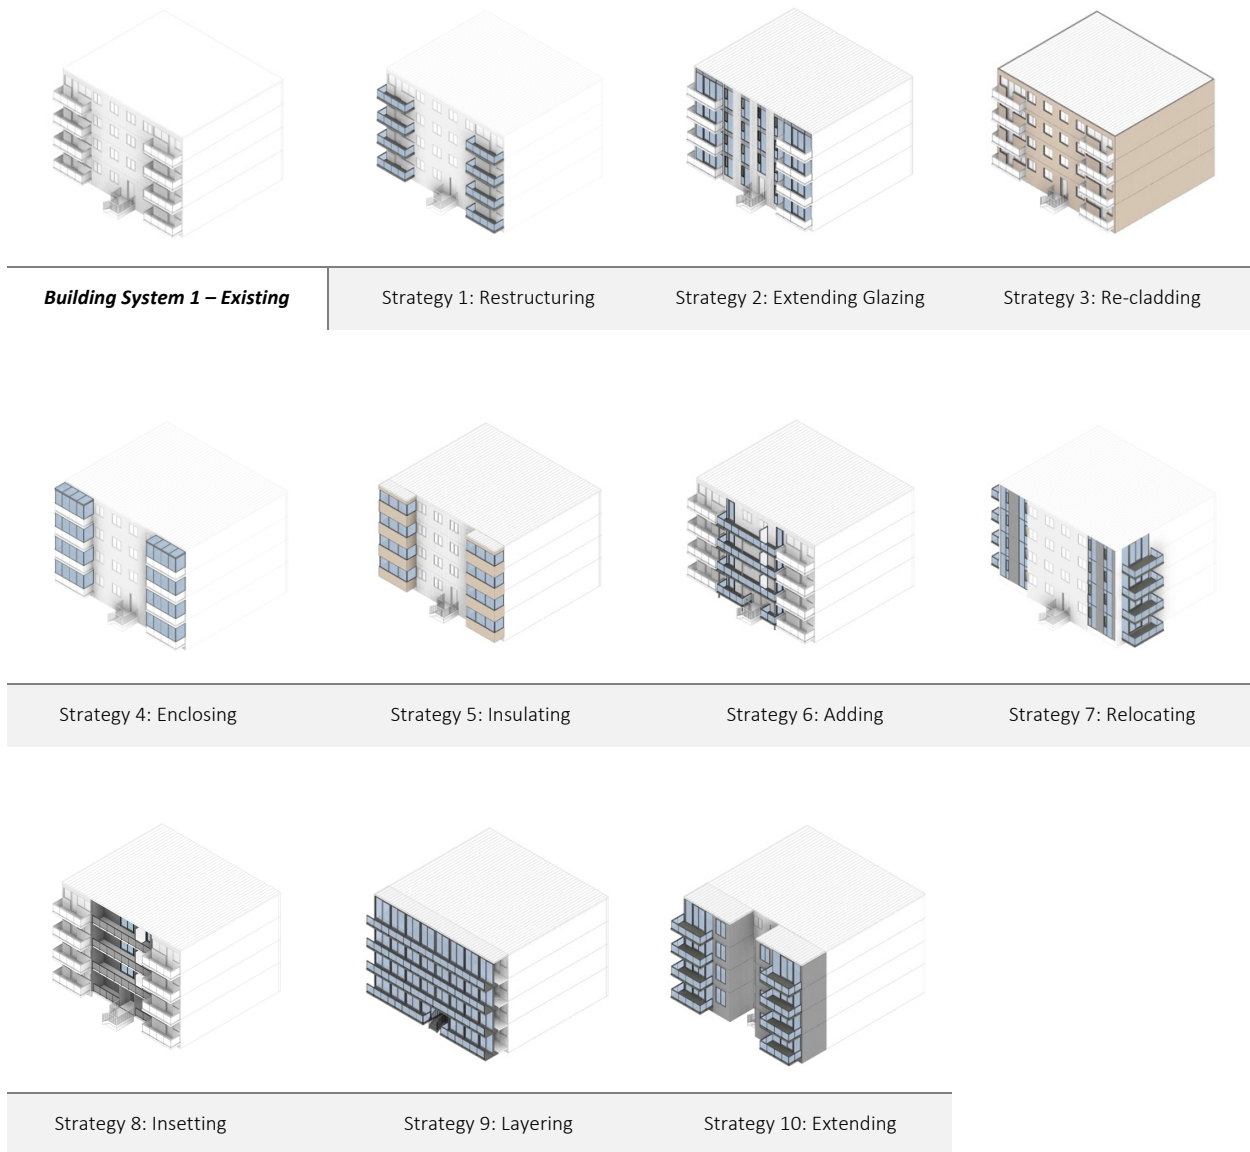 Building System 1 – Existing
Strategy 1: Restructuring
Strategy 2: Extending Glazing
Strategy 3: Re-cladding
Strategy 4: Enclosing
Strategy 5: Insulating
Strategy 6: Adding
Strategy 7: Relocating
Strategy 8: Insetting
Strategy 9: Layering
Strategy 10: Extending